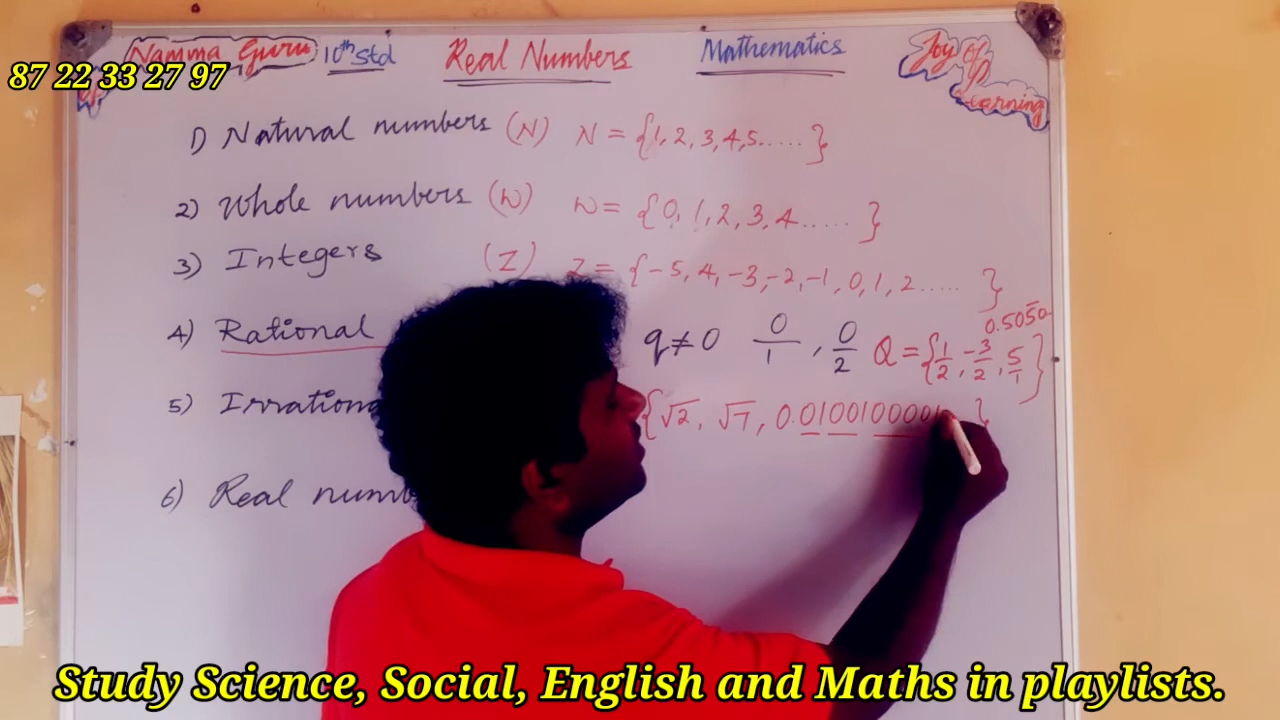 Namma Guru 10th Std Real Numbers Mathematics Joy Of Learning
87 22 33 27 97
1) Natural numbers (N) N = {1, 2, 3, 4, 5..... }
2) Whole numbers (W) W = {0, 1, 2, 3, 4 ..... }
3) Integers (Z) Z = {-5, 4, -3, -2, -1, 0, 1, 2 ..... }
0.5050
4) Rational q≠0 0/1 , 0/2 Q = {1/2, -3/2, 5/1}
5) Irrationa {√2, √7, 0.010010001 }
6) Real numb
Study Science, Social, English and Maths in playlists.